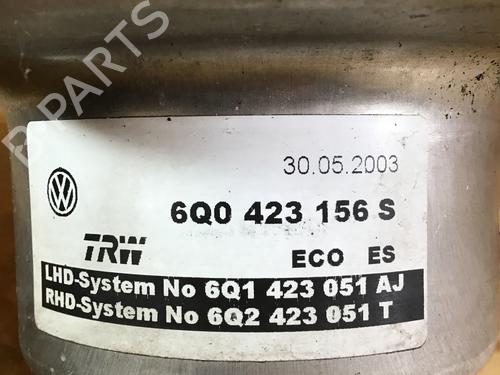 30.05.2003
6Q0 423 156 S
TRW
ECO ES
LHD-System No 6Q1 423 051 AJ
RHD-System No 6Q2 423 051 T
B-Parts